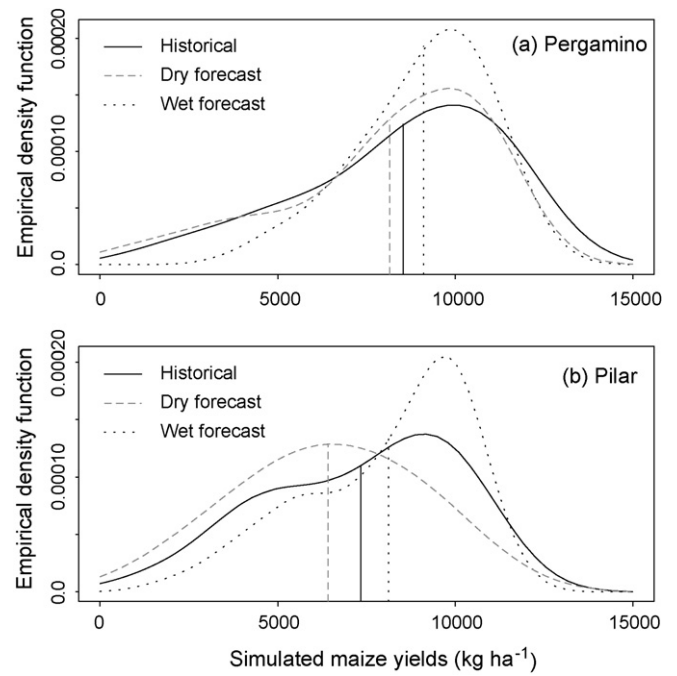 (a) Pergamino
Historical
Dry forecast
Wet forecast
Empirical density function
0.0
0.00010
0.00020
0
5000
10000
15000
(b) Pilar
Historical
Dry forecast
Wet forecast
Empirical density function
0.0
0.00010
0.00020
0
5000
10000
15000
Simulated maize yields (kg ha⁻¹)